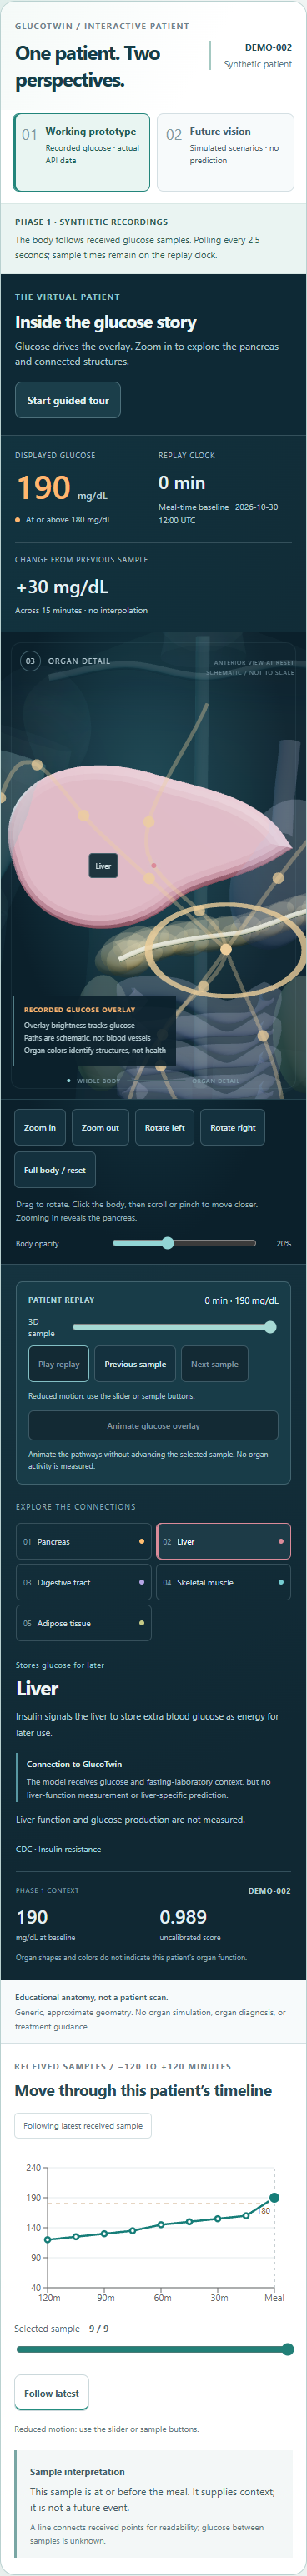 GLUCOTWIN / INTERACTIVE PATIENT
One patient. Two
perspectives.
DEMO-002
Synthetic patient
01 Working prototype
Recorded glucose · actual
API data
02 Future vision
Simulated scenarios · no
prediction
PHASE 1 · SYNTHETIC RECORDINGS
The body follows received glucose samples. Polling every 2.5
seconds; sample times remain on the replay clock.
THE VIRTUAL PATIENT
Inside the glucose story
Glucose drives the overlay. Zoom in to explore the pancreas
and connected structures.
Start guided tour
DISPLAYED GLUCOSE
190 mg/dL
At or above 180 mg/dL
REPLAY CLOCK
0 min
Meal-time baseline · 2026-10-30
12:00 UTC
CHANGE FROM PREVIOUS SAMPLE
+30 mg/dL
Across 15 minutes · no interpolation
03 ORGAN DETAIL
ANTERIOR VIEW AT RESET
SCHEMATIC / NOT TO SCALE
Liver
RECORDED GLUCOSE OVERLAY
Overlay brightness tracks glucose
Paths are schematic, not blood vessels
Organ colors identify structures, not health
WHOLE BODY
ORGAN DETAIL
Zoom in
Zoom out
Rotate left
Rotate right
Full body / reset
Drag to rotate. Click the body, then scroll or pinch to move closer.
Zooming in reveals the pancreas.
Body opacity 20%
PATIENT REPLAY
0 min · 190 mg/dL
3D
sample
Play replay
Previous sample
Next sample
Reduced motion: use the slider or sample buttons.
Animate glucose overlay
Animate the pathways without advancing the selected sample. No organ
activity is measured.
EXPLORE THE CONNECTIONS
01 Pancreas
02 Liver
03 Digestive tract
04 Skeletal muscle
05 Adipose tissue
Stores glucose for later
Liver
Insulin signals the liver to store extra blood glucose as energy for
later use.
Connection to GlucoTwin
The model receives glucose and fasting-laboratory context, but no
liver-function measurement or liver-specific prediction.
Liver function and glucose production are not measured.
CDC · Insulin resistance
PHASE 1 CONTEXT
DEMO-002
190
mg/dL at baseline
0.989
uncalibrated score
Organ shapes and colors do not indicate this patient's organ function.
Educational anatomy, not a patient scan.
Generic, approximate geometry. No organ simulation, organ diagnosis, or
treatment guidance.
RECEIVED SAMPLES / −120 TO +120 MINUTES
Move through this patient's timeline
Following latest received sample
240
190
180
140
90
40
-120m
-90m
-60m
-30m
Meal
Selected sample 9 / 9
Follow latest
Reduced motion: use the slider or sample buttons.
Sample interpretation
This sample is at or before the meal. It supplies context;
it is not a future event.
A line connects received points for readability; glucose between
samples is unknown.